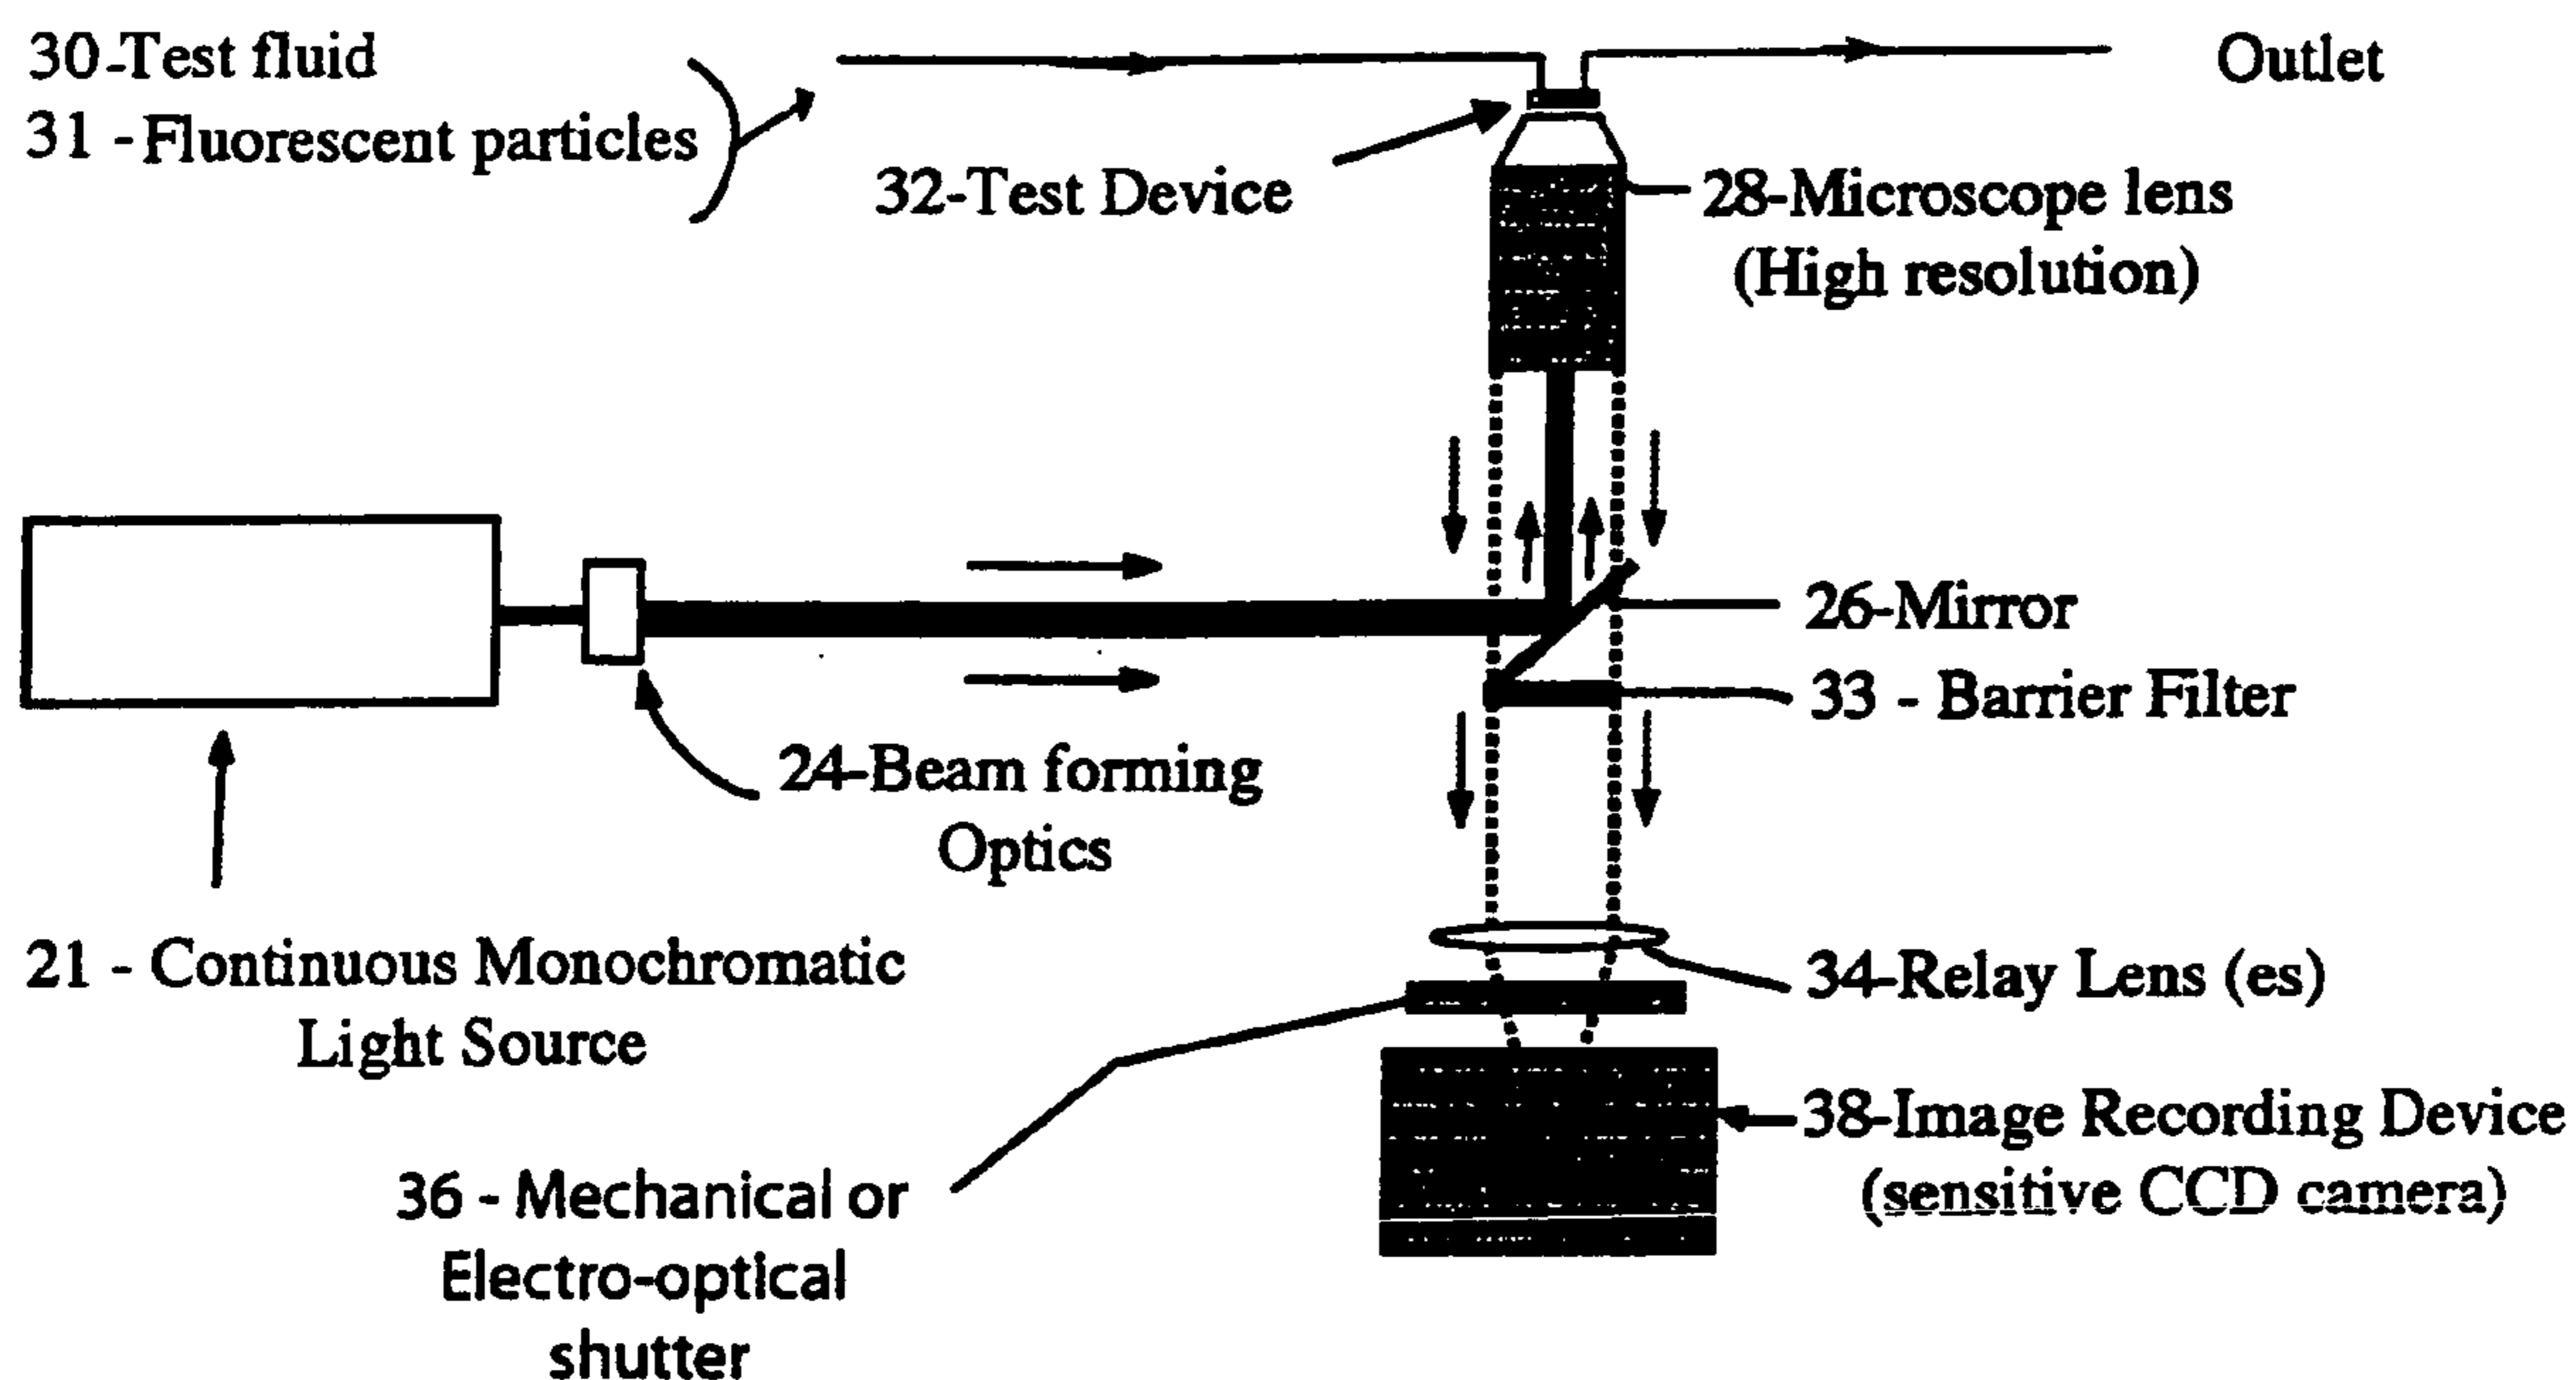 30-Test fluid
31 - Fluorescent particles
Outlet
32-Test Device
28-Microscope lens
(High resolution)
26-Mirror
33 - Barrier Filter
24-Beam forming
Optics
21 - Continuous Monochromatic
Light Source
34-Relay Lens (es)
36 - Mechanical or
Electro-optical
shutter
38-Image Recording Device
(sensitive CCD camera)